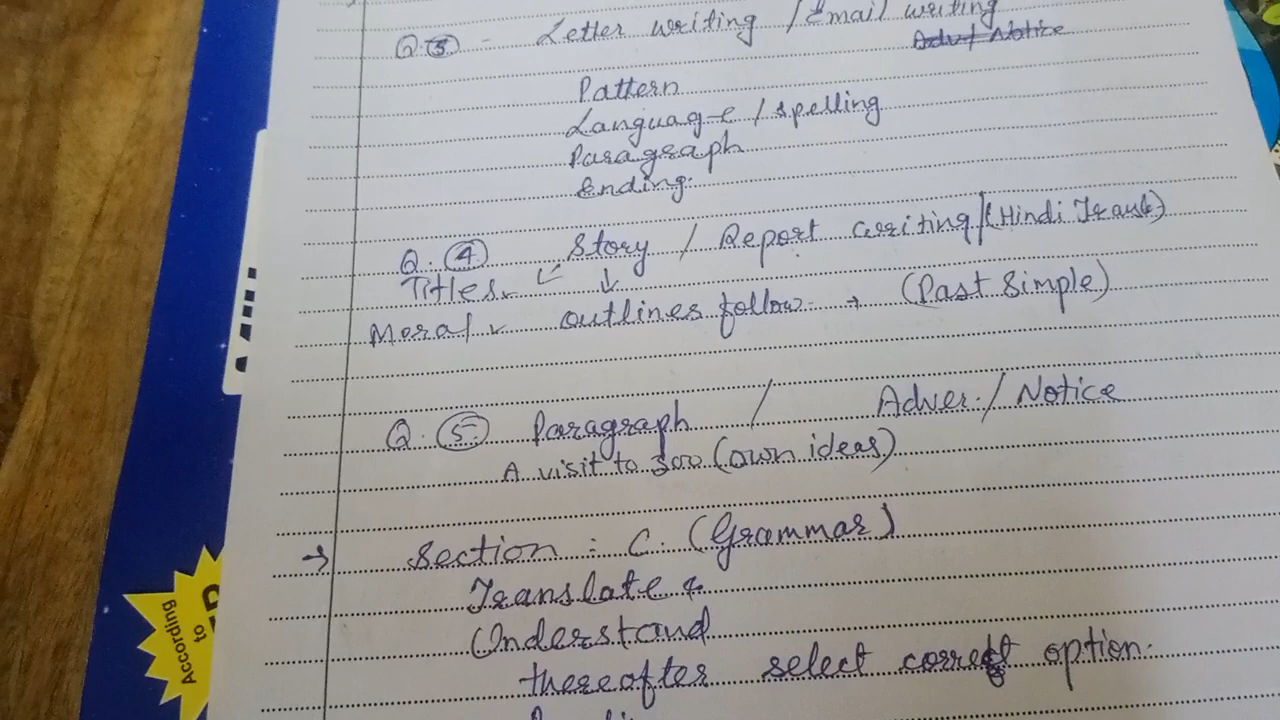 Q.(3) - Letter writing / Email writing
Adv./ Notice
Pattern
Language / spelling
Paragraph
Ending.
Q. (4) Story / Report writing/(Hindi Trans.)
Titles ↓
Moral outlines follow. → (Past Simple)
Q. (5) Paragraph / Adver./ Notice
A visit to zoo (own ideas)
→ Section : C. (Grammar)
Translate &
Understand
thereafter select correct option.
According
to